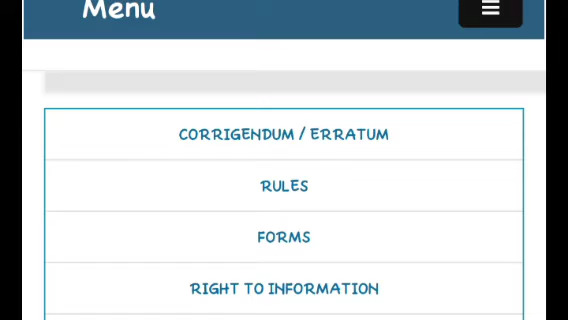 Menu
CORRIGENDUM / ERRATUM
RULES
FORMS
RIGHT TO INFORMATION